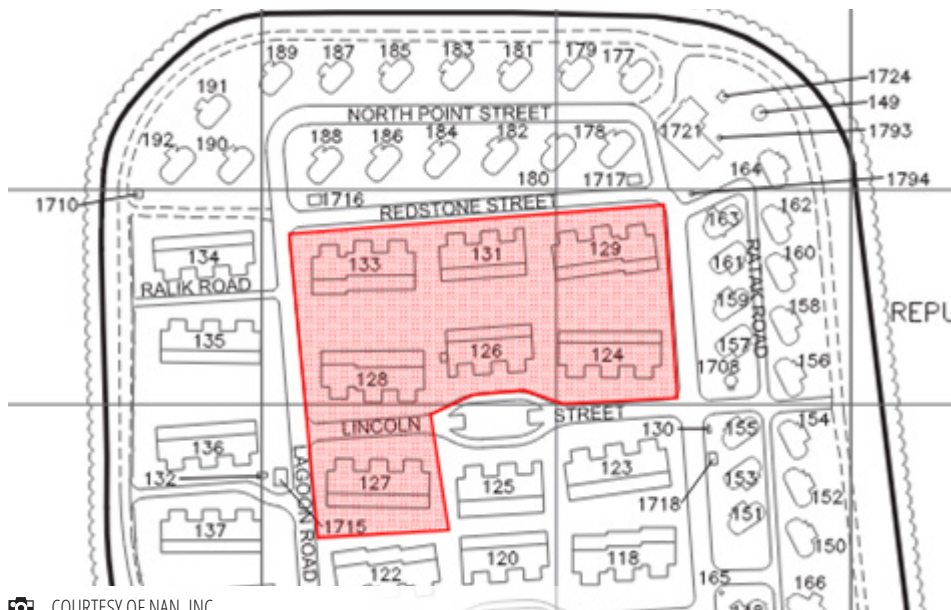 189 187 185 183 181 179 177
191
1724
149
NORTH POINT STREET
1721
1793
192 190 188 186 184 182 178
164
180 1717
1794
1710
1716
REDSTONE STREET
163 162
134 133 131 129
161 160
RALIK ROAD
RATAK ROAD
159 158
REPU
135
157
128 126 124
1708 156
LINCOLN STREET
130 155 154
136
132
127 125 123
153 152
1718
151
137
1715
LAGOON ROAD
122 120 118
150
165 166
COURTESY OF NAN, INC